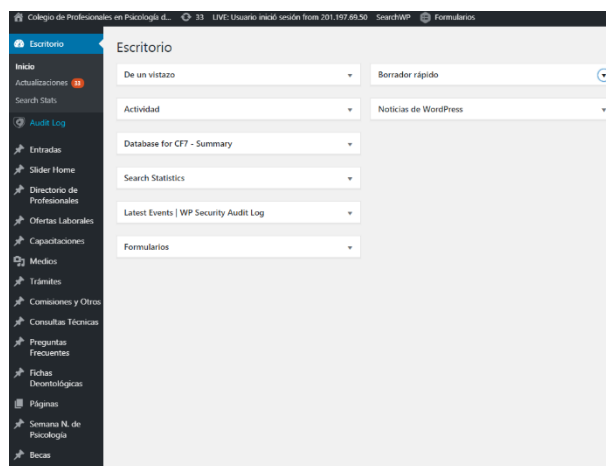 Colegio de Profesionales en Psicología d... 33 LIVE: Usuario inició sesión from 201.197.69.50 SearchWP Formularios
Escritorio
Inicio
Actualizaciones 33
Search Stats
Audit Log
Entradas
Slider Home
Directorio de
Profesionales
Ofertas Laborales
Capacitaciones
Medios
Trámites
Comisiones y Otros
Consultas Técnicas
Preguntas
Frecuentes
Fichas
Deontológicas
Páginas
Semana N. de
Psicología
Becas
Escritorio
De un vistazo
Actividad
Database for CF7 - Summary
Search Statistics
Latest Events | WP Security Audit Log
Formularios
Borrador rápido
Noticias de WordPress